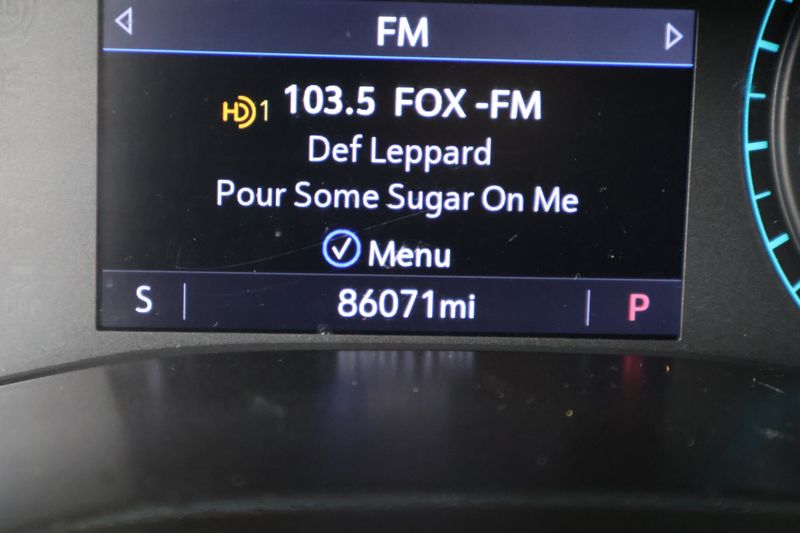 FM
HD1 103.5 FOX -FM
Def Leppard
Pour Some Sugar On Me
Menu
S 86071mi P